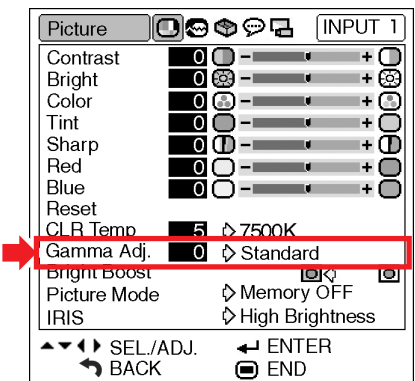 Picture INPUT 1
Contrast 0 - +
Bright 0 - +
Color 0 - +
Tint 0 - +
Sharp 0 - +
Red 0 - +
Blue 0 - +
Reset
CLR Temp 5 7500K
Gamma Adj. 0 Standard
Bright Boost
Picture Mode Memory OFF
IRIS High Brightness
SEL./ADJ. ENTER
BACK END